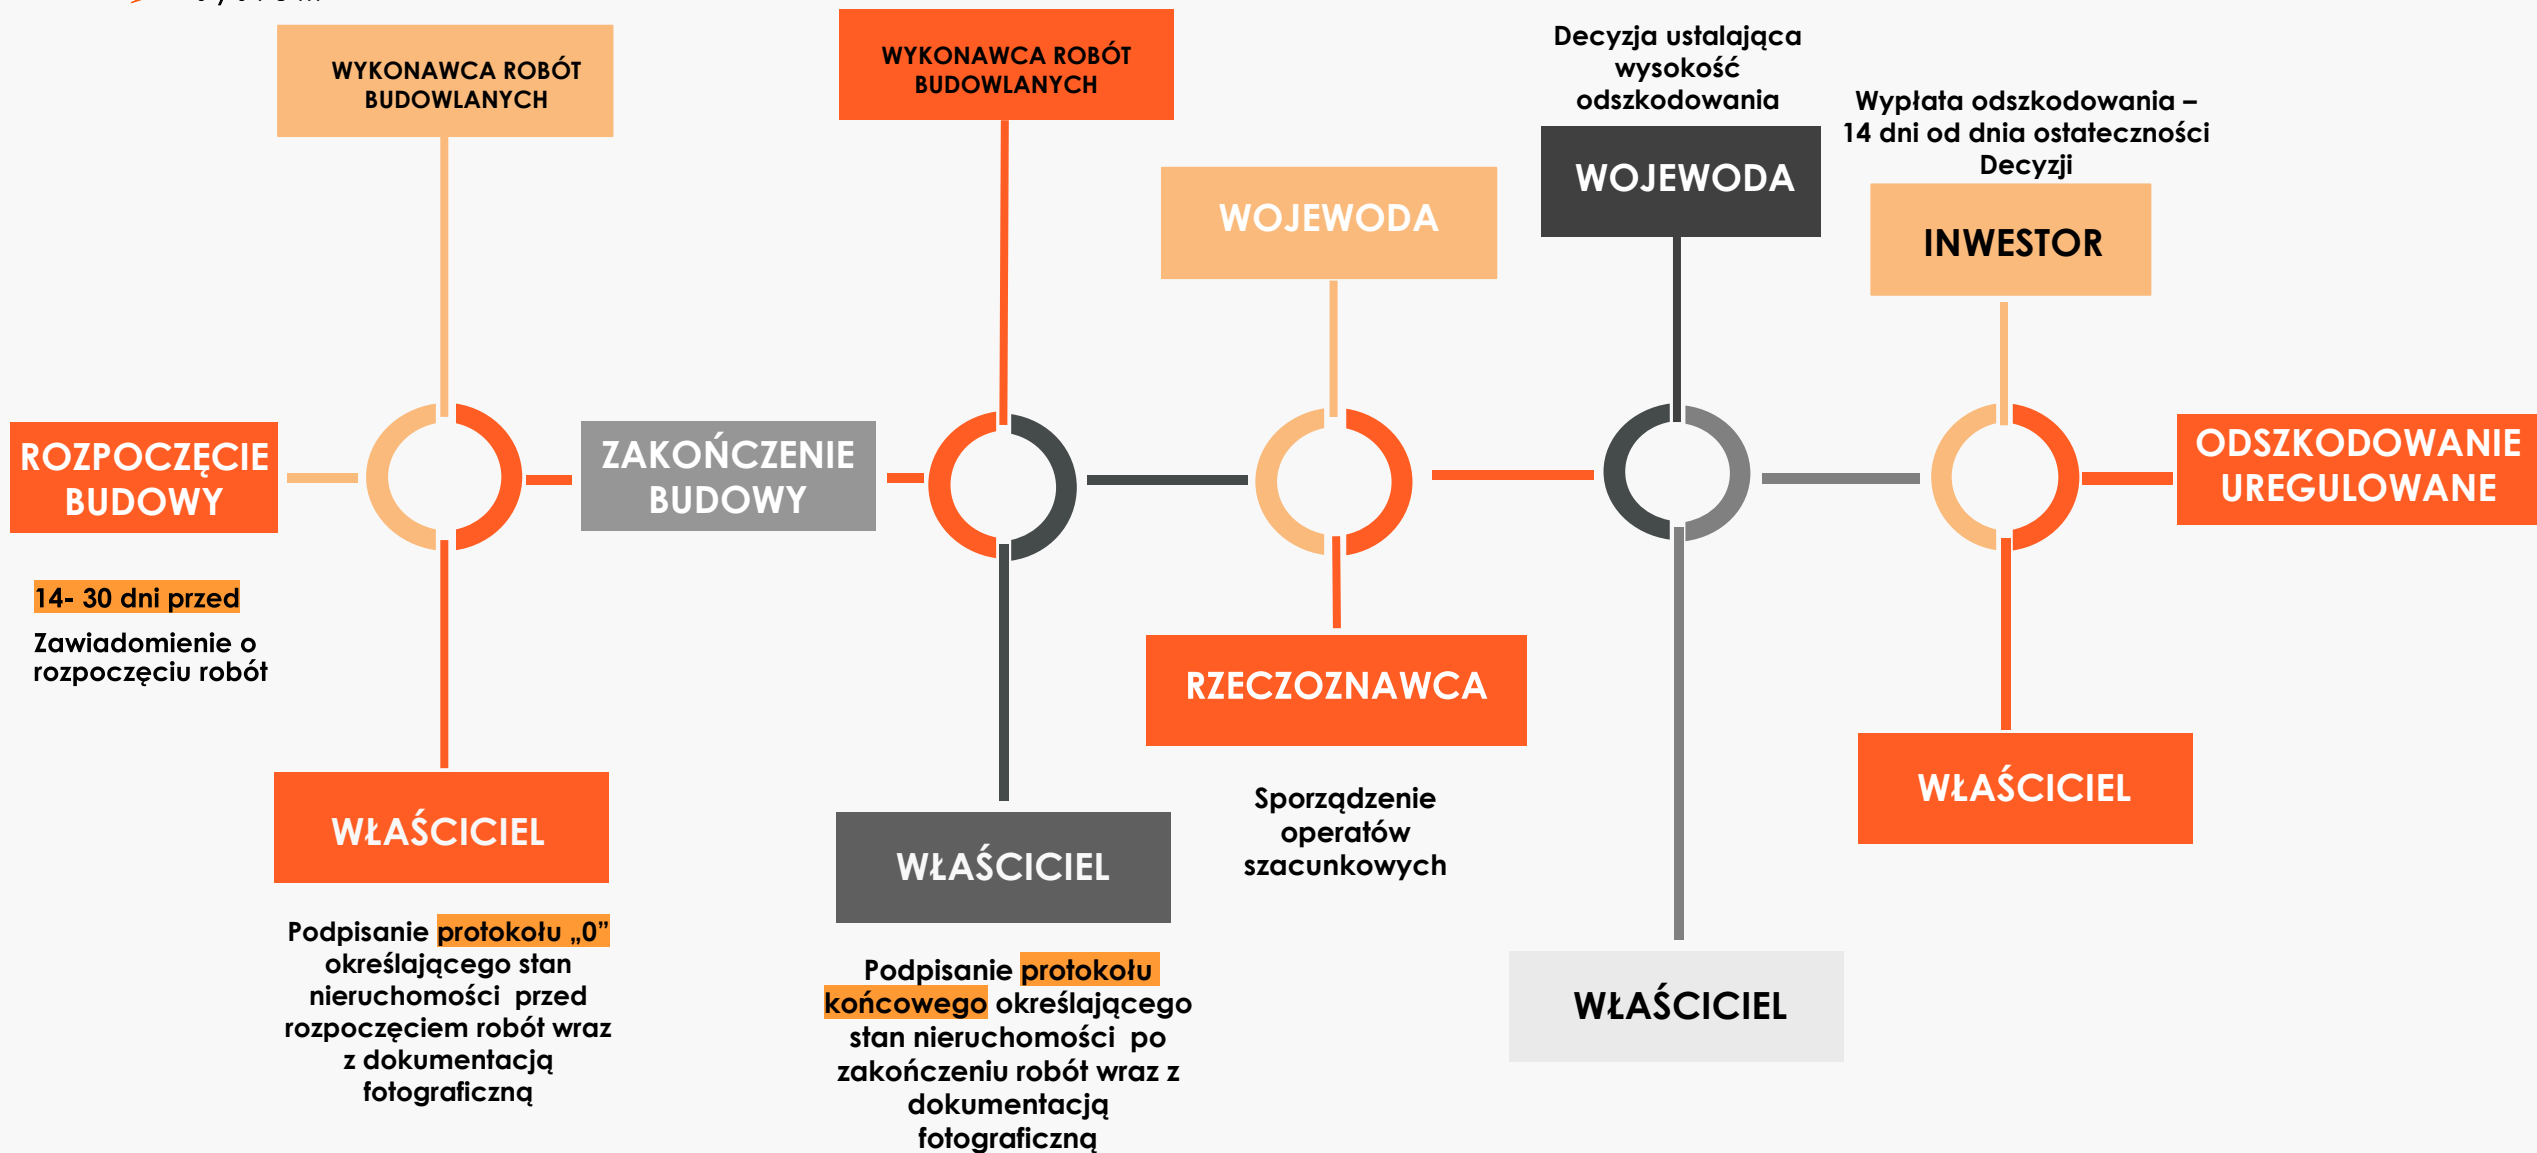 WYKONAWCA ROBÓT
BUDOWLANYCH
WYKONAWCA ROBÓT
BUDOWLANYCH
WOJEWODA
Decyzja ustalająca
wysokość
odszkodowania
WOJEWODA
Wypłata odszkodowania –
14 dni od dnia ostateczności
Decyzji
INWESTOR
ROZPOCZĘCIE
BUDOWY
ZAKOŃCZENIE
BUDOWY
ODSZKODOWANIE
UREGULOWANE
14- 30 dni przed
Zawiadomienie o
rozpoczęciu robót
WŁAŚCICIEL
Podpisanie protokołu „0”
określającego stan
nieruchomości  przed
rozpoczęciem robót wraz
z dokumentacją
fotograficzną
WŁAŚCICIEL
Podpisanie protokołu
końcowego określającego
stan nieruchomości  po
zakończeniu robót wraz z
dokumentacją
fotograficzną
RZECZOZNAWCA
Sporządzenie
operatów
szacunkowych
WŁAŚCICIEL
WŁAŚCICIEL